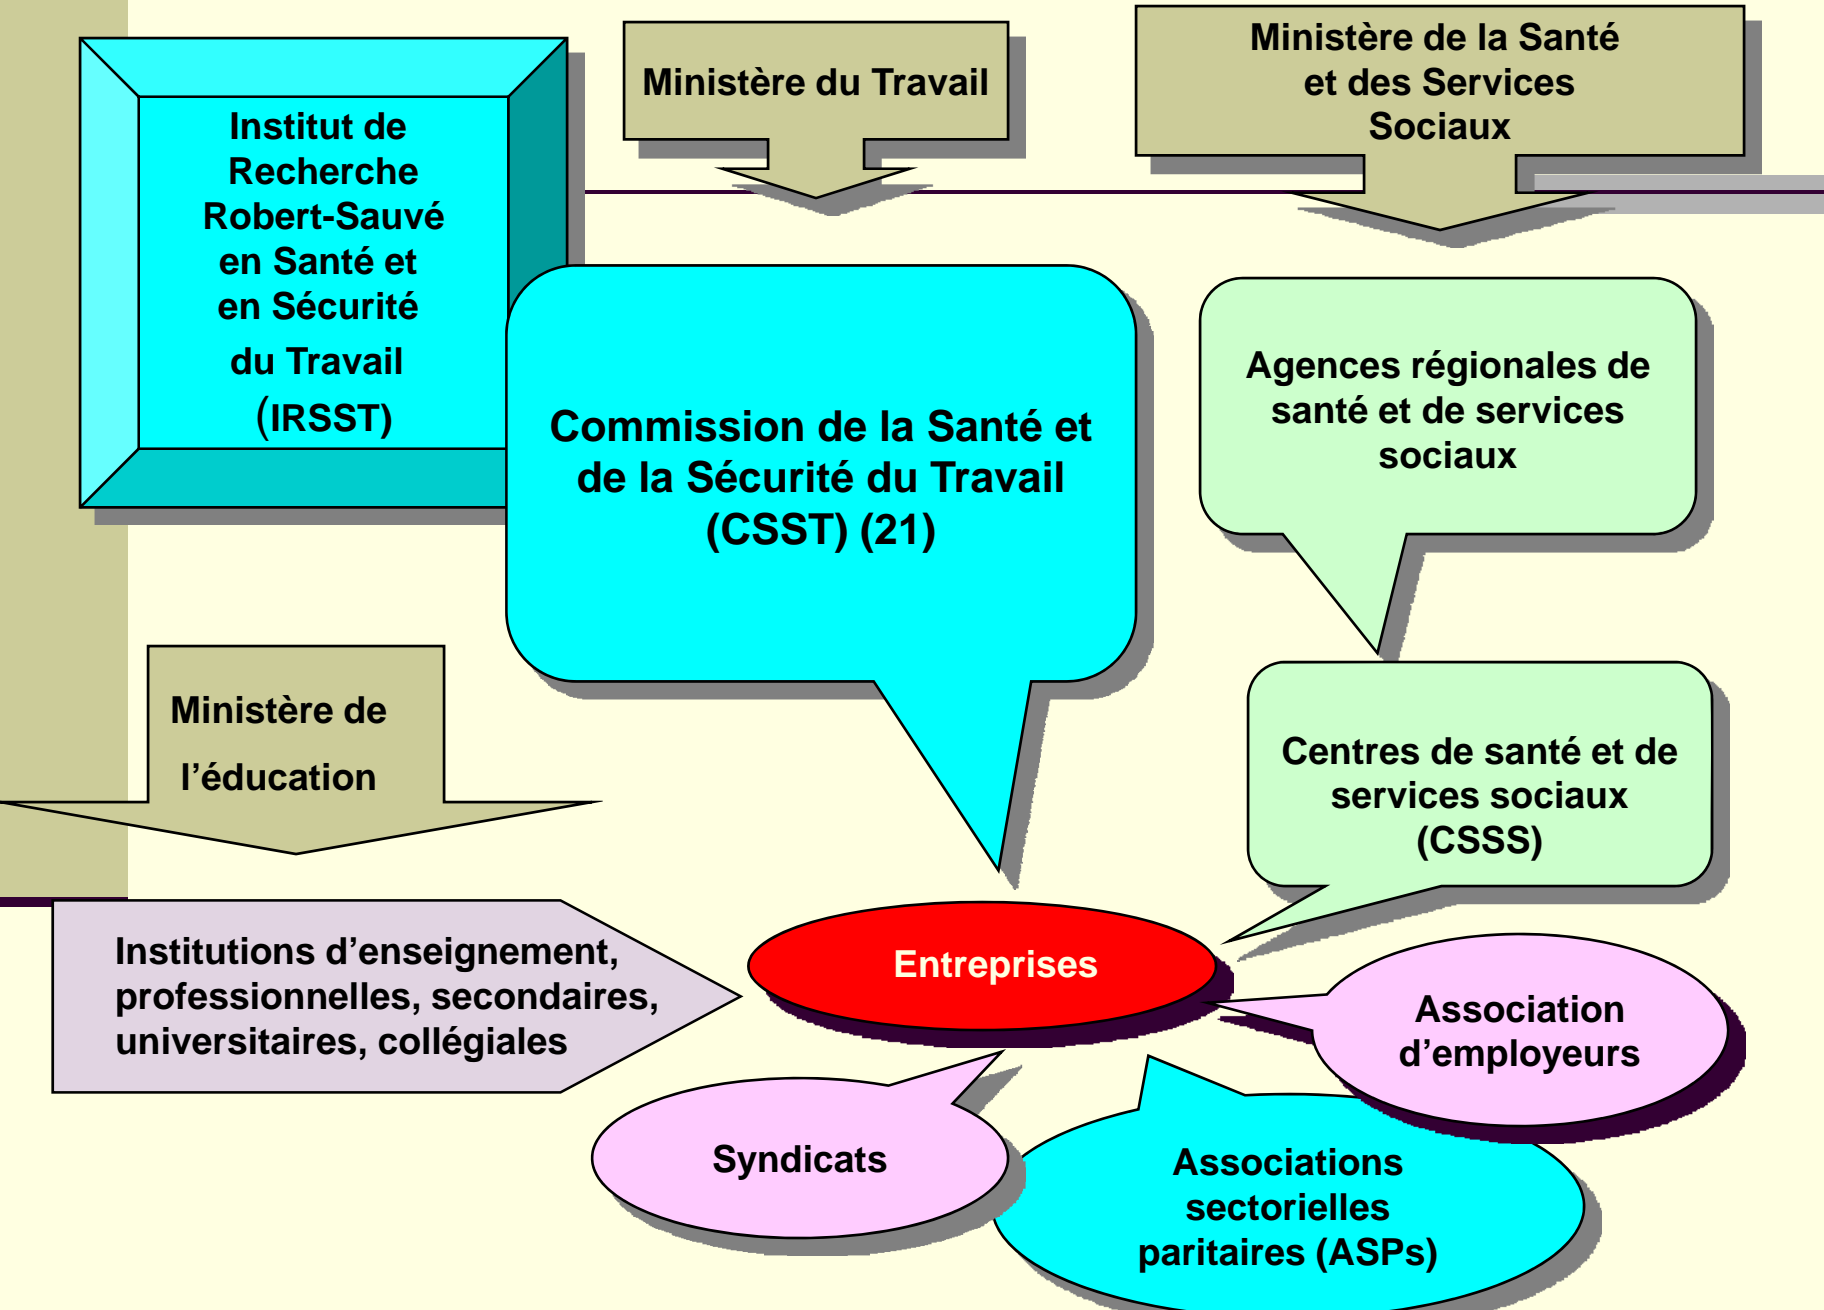 Institut de
Recherche
Robert-Sauvé
en Santé et
en Sécurité
du Travail
(IRSST)
Ministère du Travail
Ministère de la Santé
et des Services
Sociaux
Commission de la Santé et
de la Sécurité du Travail
(CSST) (21)
Agences régionales de
santé et de services
sociaux
Ministère de
l’éducation
Centres de santé et de
services sociaux
(CSSS)
Institutions d’enseignement,
professionnelles, secondaires,
universitaires, collégiales
Entreprises
Association
d’employeurs
Syndicats
Associations
sectorielles
paritaires (ASPs)